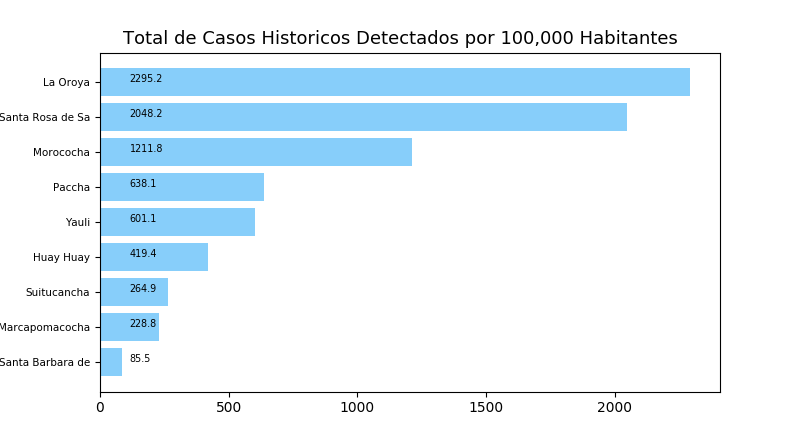 Total de Casos Historicos Detectados por 100,000 Habitantes
La Oroya 2295.2
Santa Rosa de Sa 2048.2
Morococha 1211.8
Paccha 638.1
Yauli 601.1
Huay Huay 419.4
Suitucancha 264.9
Marcapomacocha 228.8
Santa Barbara de 85.5
0 500 1000 1500 2000